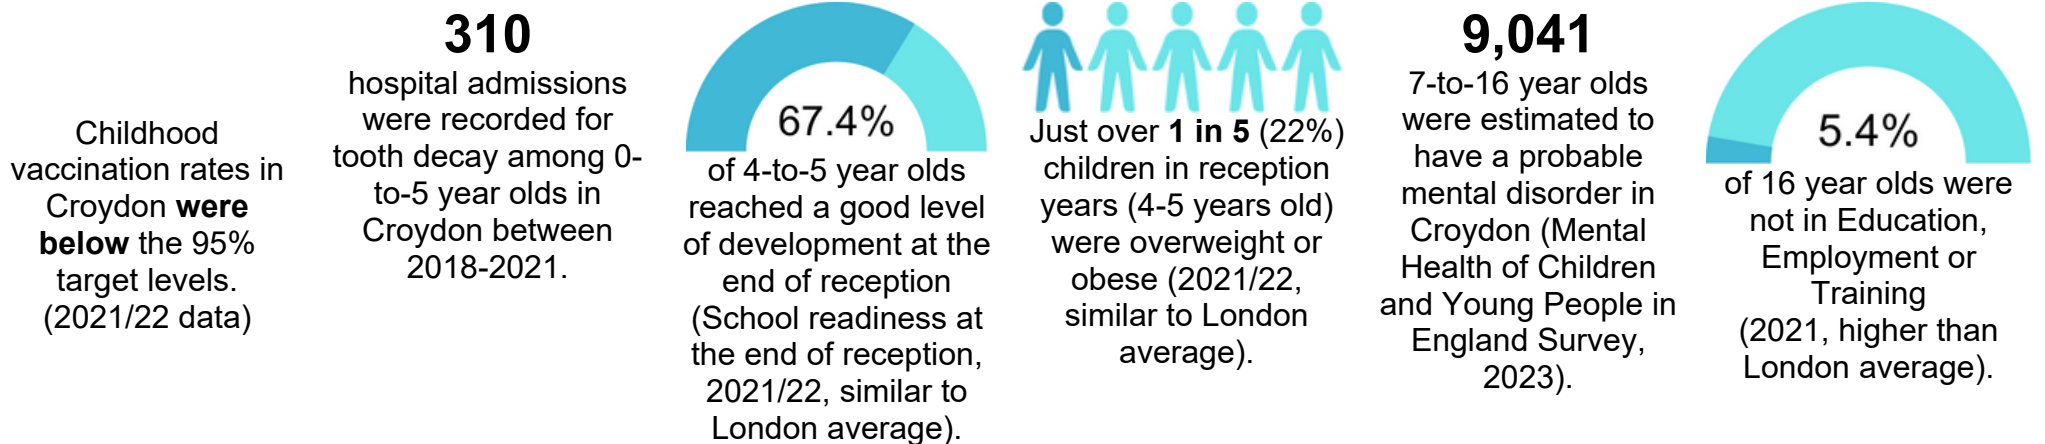 Childhood
vaccination rates in
Croydon were
below the 95%
target levels.
(2021/22 data)
310
hospital admissions
were recorded for
tooth decay among 0-
to-5 year olds in
Croydon between
2018-2021.
67.4%
of 4-to-5 year olds
reached a good level
of development at the
end of reception
(School readiness at
the end of reception,
2021/22, similar to
London average).
Just over 1 in 5 (22%)
children in reception
years (4-5 years old)
were overweight or
obese (2021/22,
similar to London
average).
9,041
7-to-16 year olds
were estimated to
have a probable
mental disorder in
Croydon (Mental
Health of Children
and Young People in
England Survey,
2023).
5.4%
of 16 year olds were
not in Education,
Employment or
Training
(2021, higher than
London average).